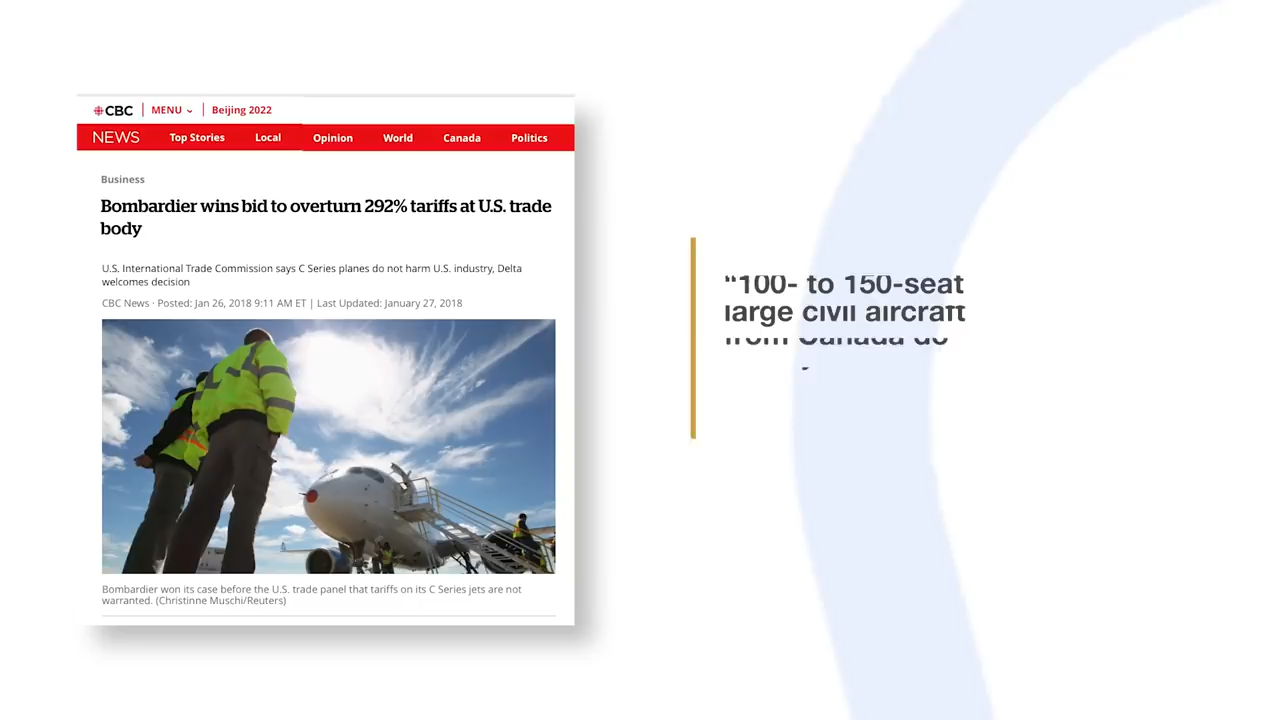 CBC MENU Beijing 2022
NEWS Top Stories Local Opinion World Canada Politics
Business
Bombardier wins bid to overturn 292% tariffs at U.S. trade
body
U.S. International Trade Commission says C Series planes do not harm U.S. industry, Delta
welcomes decision
CBC News · Posted: Jan 26, 2018 9:11 AM ET | Last Updated: January 27, 2018
Bombardier won its case before the U.S. trade panel that tariffs on its C Series jets are not
warranted. (Christinne Muschi/Reuters)
“100- to 150-seat
large civil aircraft
from Canada do